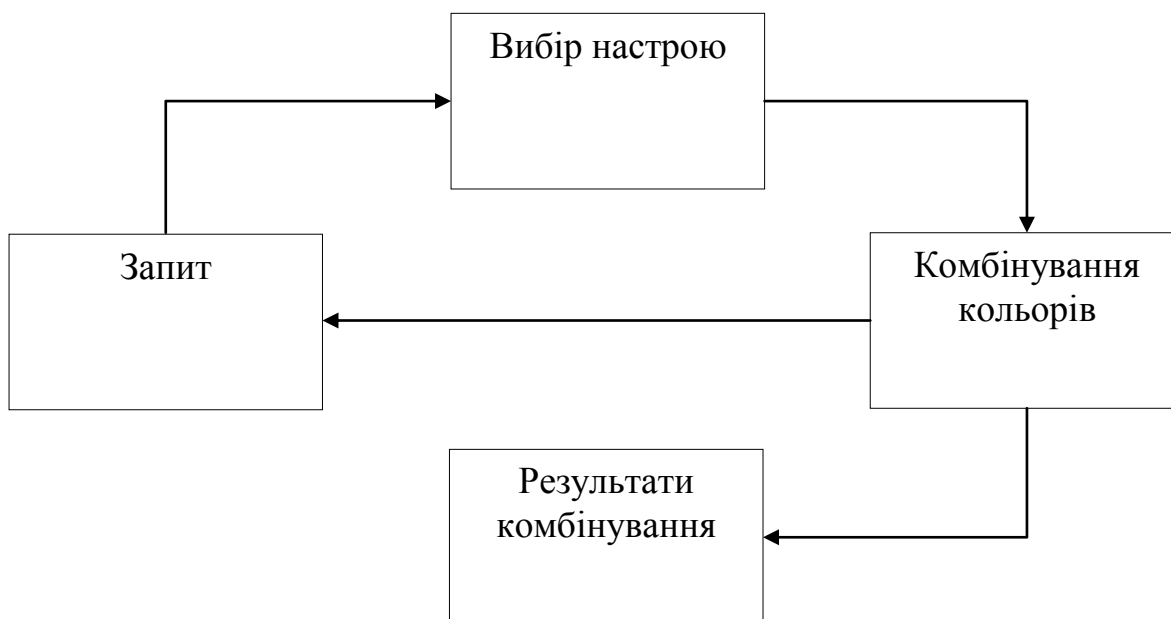 Вибір настрою
Запит
Комбінування
кольорів
Результати
комбінування